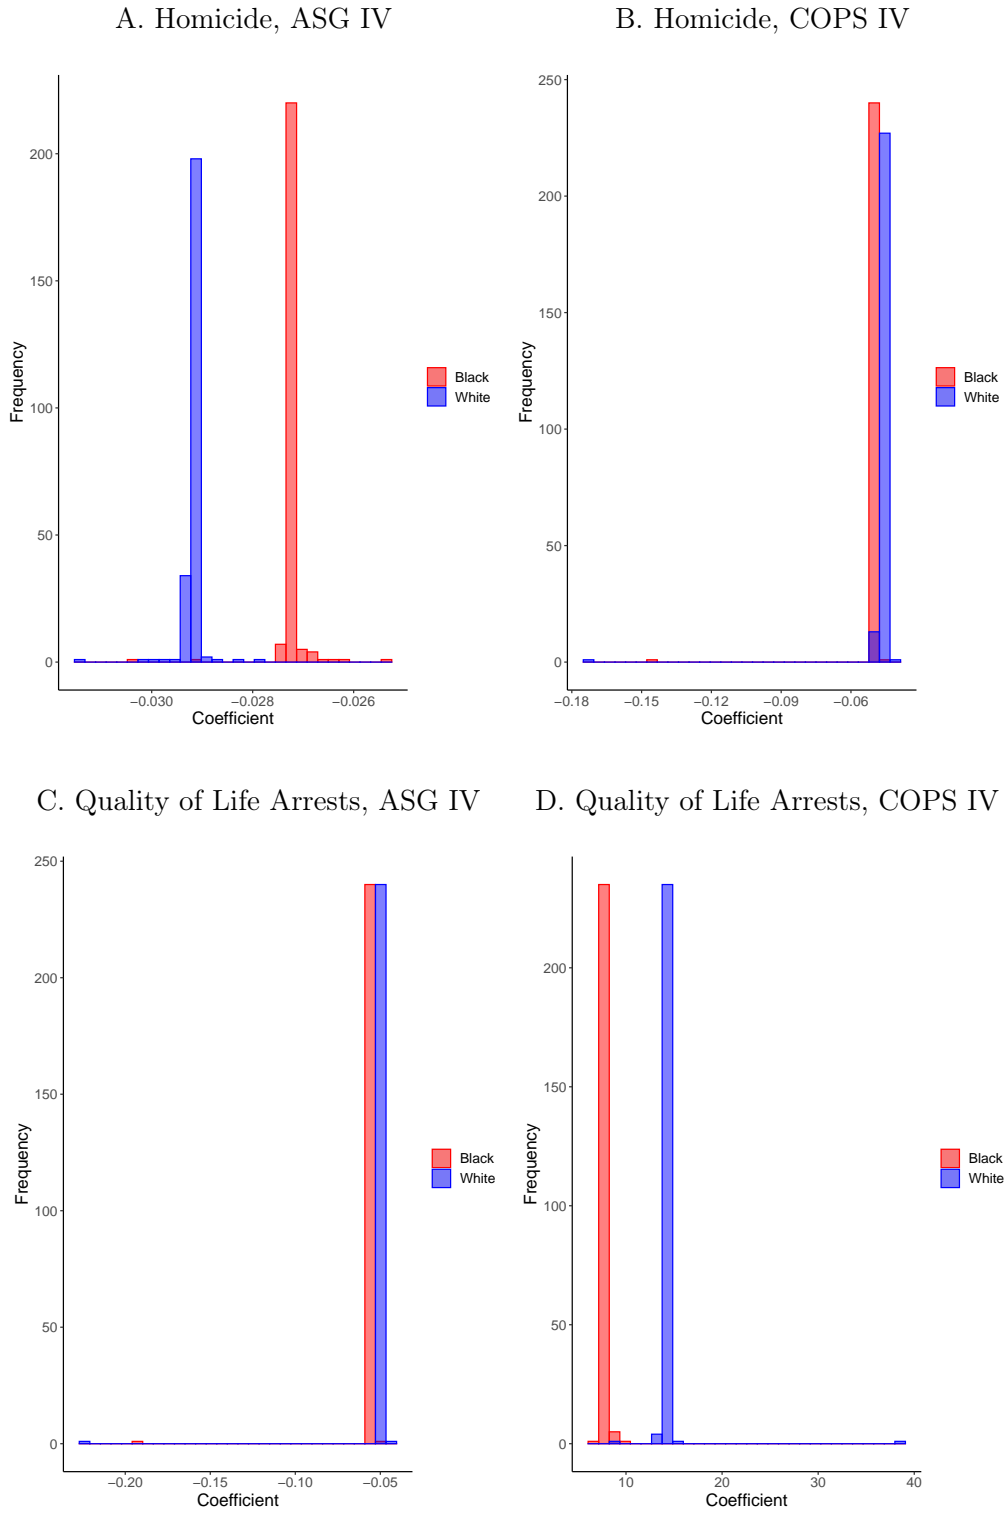 A. Homicide, ASG IV
Frequency
200
150
100
50
0
−0.030
−0.028
−0.026
Coefficient
Black
White
B. Homicide, COPS IV
Frequency
250
200
150
100
50
0
−0.18
−0.15
−0.12
−0.09
−0.06
Coefficient
Black
White
C. Quality of Life Arrests, ASG IV
Frequency
250
200
150
100
50
0
−0.20
−0.15
−0.10
−0.05
Coefficient
Black
White
D. Quality of Life Arrests, COPS IV
Frequency
200
150
100
50
0
10
20
30
40
Coefficient
Black
White